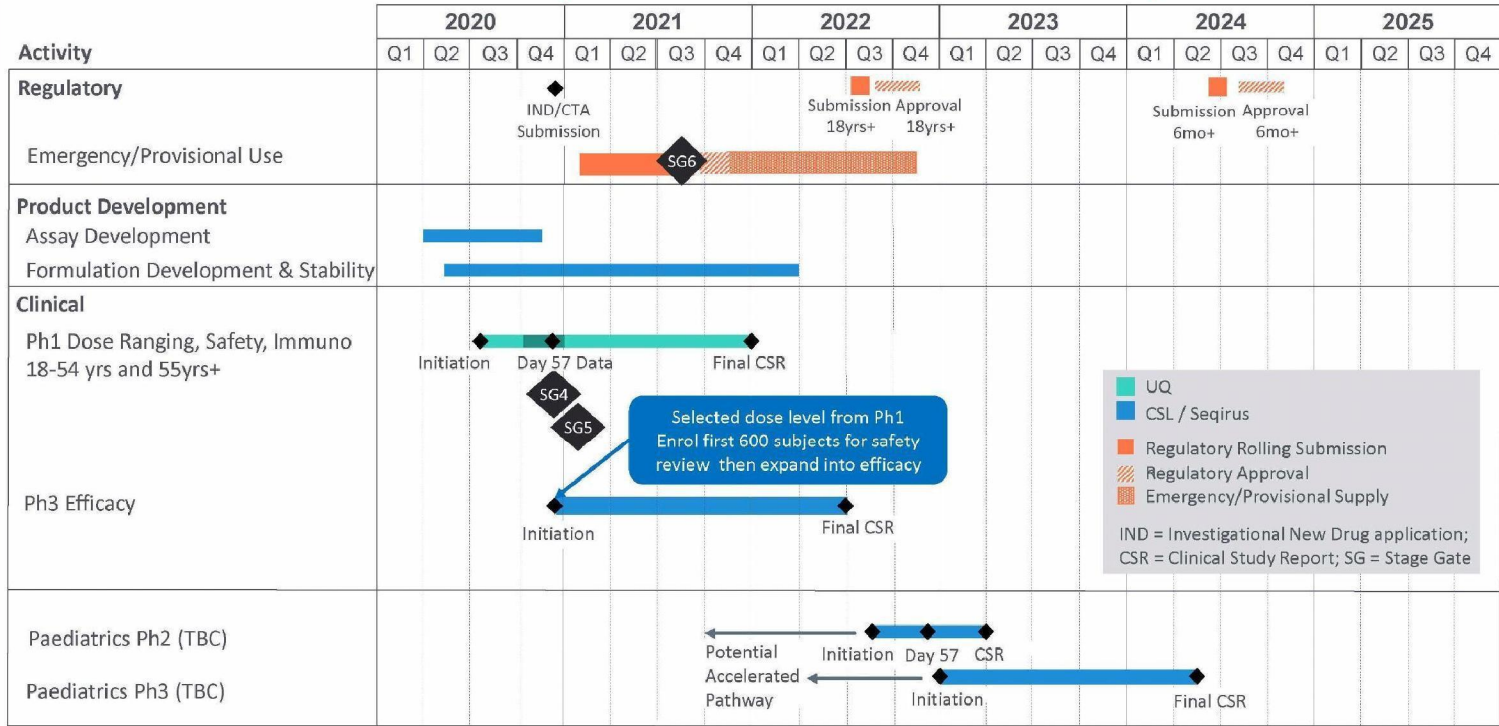 2020 2021 2022 2023 2024 2025
Activity Q1 Q2 Q3 Q4 Q1 Q2 Q3 Q4 Q1 Q2 Q3 Q4 Q1 Q2 Q3 Q4 Q1 Q2 Q3 Q4 Q1 Q2 Q3 Q4
Regulatory
IND/CTA
Submission
Submission Approval
18yrs+ 18yrs+
Submission Approval
6mo+ 6mo+
Emergency/Provisional Use
SG6
Product Development
Assay Development
Formulation Development & Stability
Clinical
Ph1 Dose Ranging, Safety, Immuno
18-54 yrs and 55yrs+
Initiation Day 57 Data Final CSR
SG4
SG5
Selected dose level from Ph1
Enrol first 600 subjects for safety
review then expand into efficacy
Ph3 Efficacy
Initiation Final CSR
UQ
CSL / Seqirus
Regulatory Rolling Submission
Regulatory Approval
Emergency/Provisional Supply
IND = Investigational New Drug application;
CSR = Clinical Study Report; SG = Stage Gate
Paediatrics Ph2 (TBC)
Potential
Accelerated
Pathway
Initiation Day 57 CSR
Paediatrics Ph3 (TBC)
Initiation Final CSR